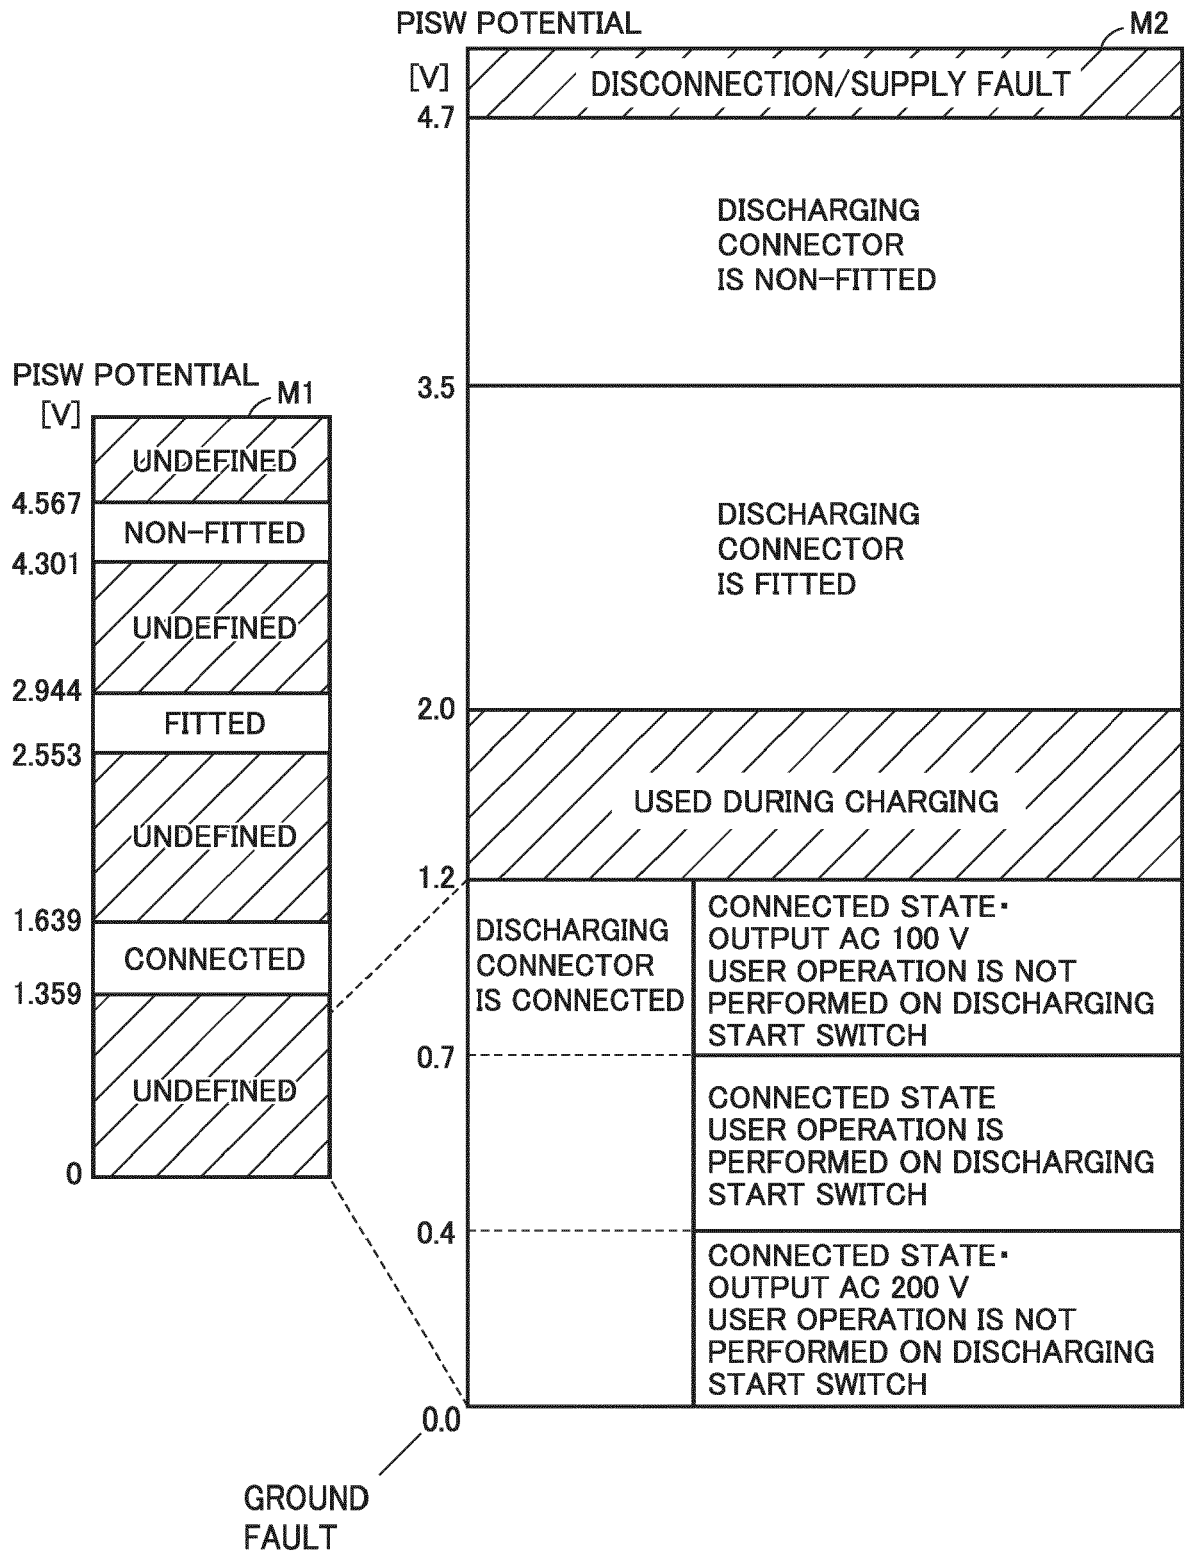 PISW POTENTIAL
[V]
M1
UNDEFINED
4.567
NON-FITTED
4.301
UNDEFINED
2.944
FITTED
2.553
UNDEFINED
1.639
CONNECTED
1.359
UNDEFINED
0
PISW POTENTIAL
[V]
M2
DISCONNECTION/SUPPLY FAULT
4.7
DISCHARGING
CONNECTOR
IS NON-FITTED
3.5
DISCHARGING
CONNECTOR
IS FITTED
2.0
USED DURING CHARGING
1.2
DISCHARGING
CONNECTOR
IS CONNECTED
CONNECTED STATE・
OUTPUT AC 100 V
USER OPERATION IS NOT
PERFORMED ON DISCHARGING
START SWITCH
0.7
CONNECTED STATE
USER OPERATION IS
PERFORMED ON DISCHARGING
START SWITCH
0.4
CONNECTED STATE・
OUTPUT AC 200 V
USER OPERATION IS NOT
PERFORMED ON DISCHARGING
START SWITCH
0.0
GROUND
FAULT